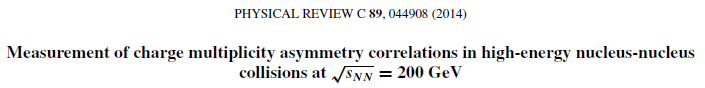 PHYSICAL REVIEW C 89, 044908 (2014)
Measurement of charge multiplicity asymmetry correlations in high-energy nucleus-nucleus
collisions at √sNN = 200 GeV